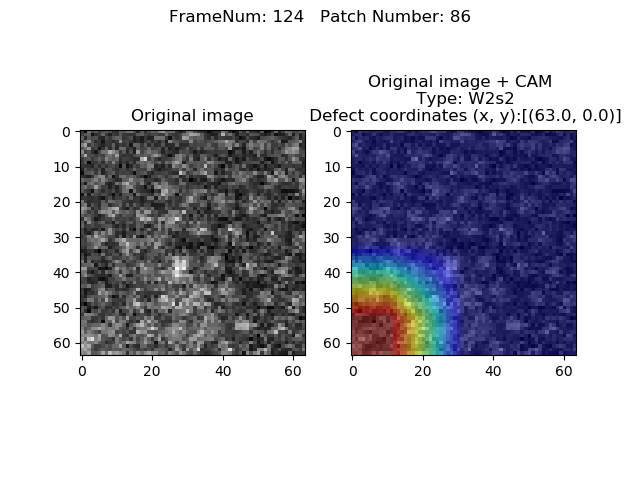 FrameNum: 124   Patch Number: 86
Original image
Original image + CAM
Type: W2s2
Defect coordinates (x, y):[(63.0, 0.0)]
0
10
20
30
40
50
60
0 20 40 60
0
10
20
30
40
50
60
0 20 40 60